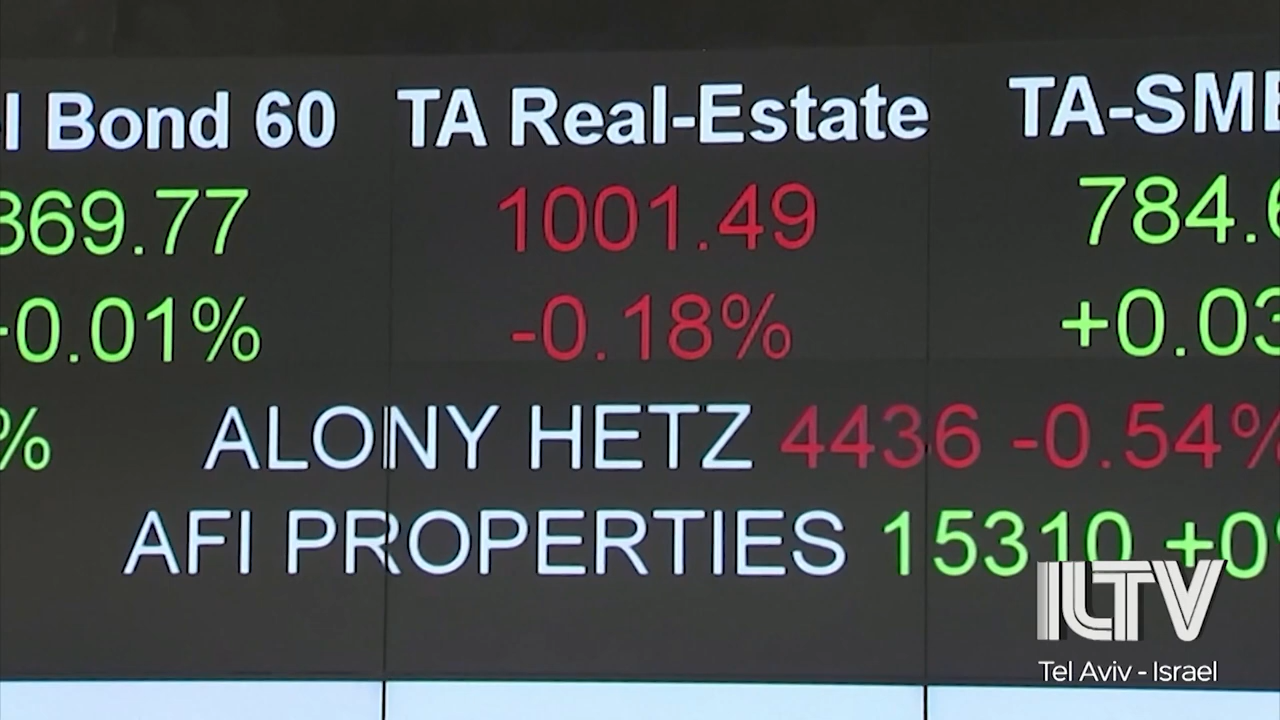 l Bond 60 TA Real-Estate TA-SME
369.77 1001.49 784.6
0.01% -0.18% +0.03
% ALONY HETZ 4436 -0.54%
AFI PROPERTIES 15310 +0%
ILTV
Tel Aviv - Israel